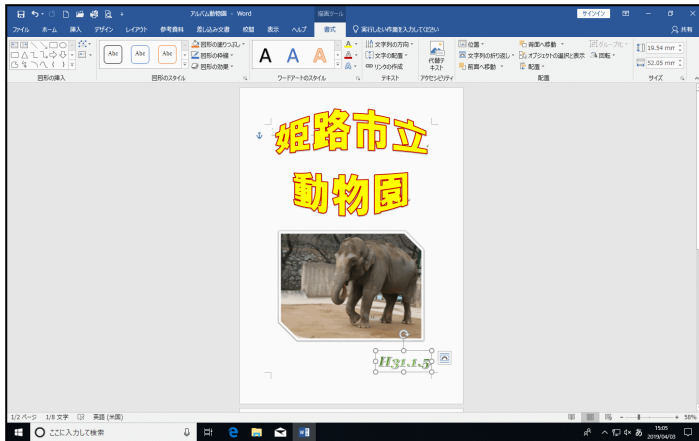 アルバム動物園 - Word
描画ツール
サインイン
ファイル ホーム 挿入 デザイン レイアウト 参考資料 差し込み文書 校閲 表示 ヘルプ 書式 実行したい作業を入力してください 共有
Abc Abc Abc
図形の塗りつぶし
図形の枠線
図形の効果
A A A
文字列の方向
文字の配置
リンクの作成
代替テ
キスト
位置
文字列の折り返し
前面へ移動
背面へ移動
オブジェクトの選択と表示
配置
グループ化
回転
19.54 mm
52.05 mm
図形の挿入 図形のスタイル ワードアートのスタイル テキスト アクセシビリティ 配置 サイズ
姫路市立
動物園
H31.1.5
1/2 ページ 1/8 文字 英語 (米国) 58%
ここに入力して検索
あ
15:05
2019/04/03